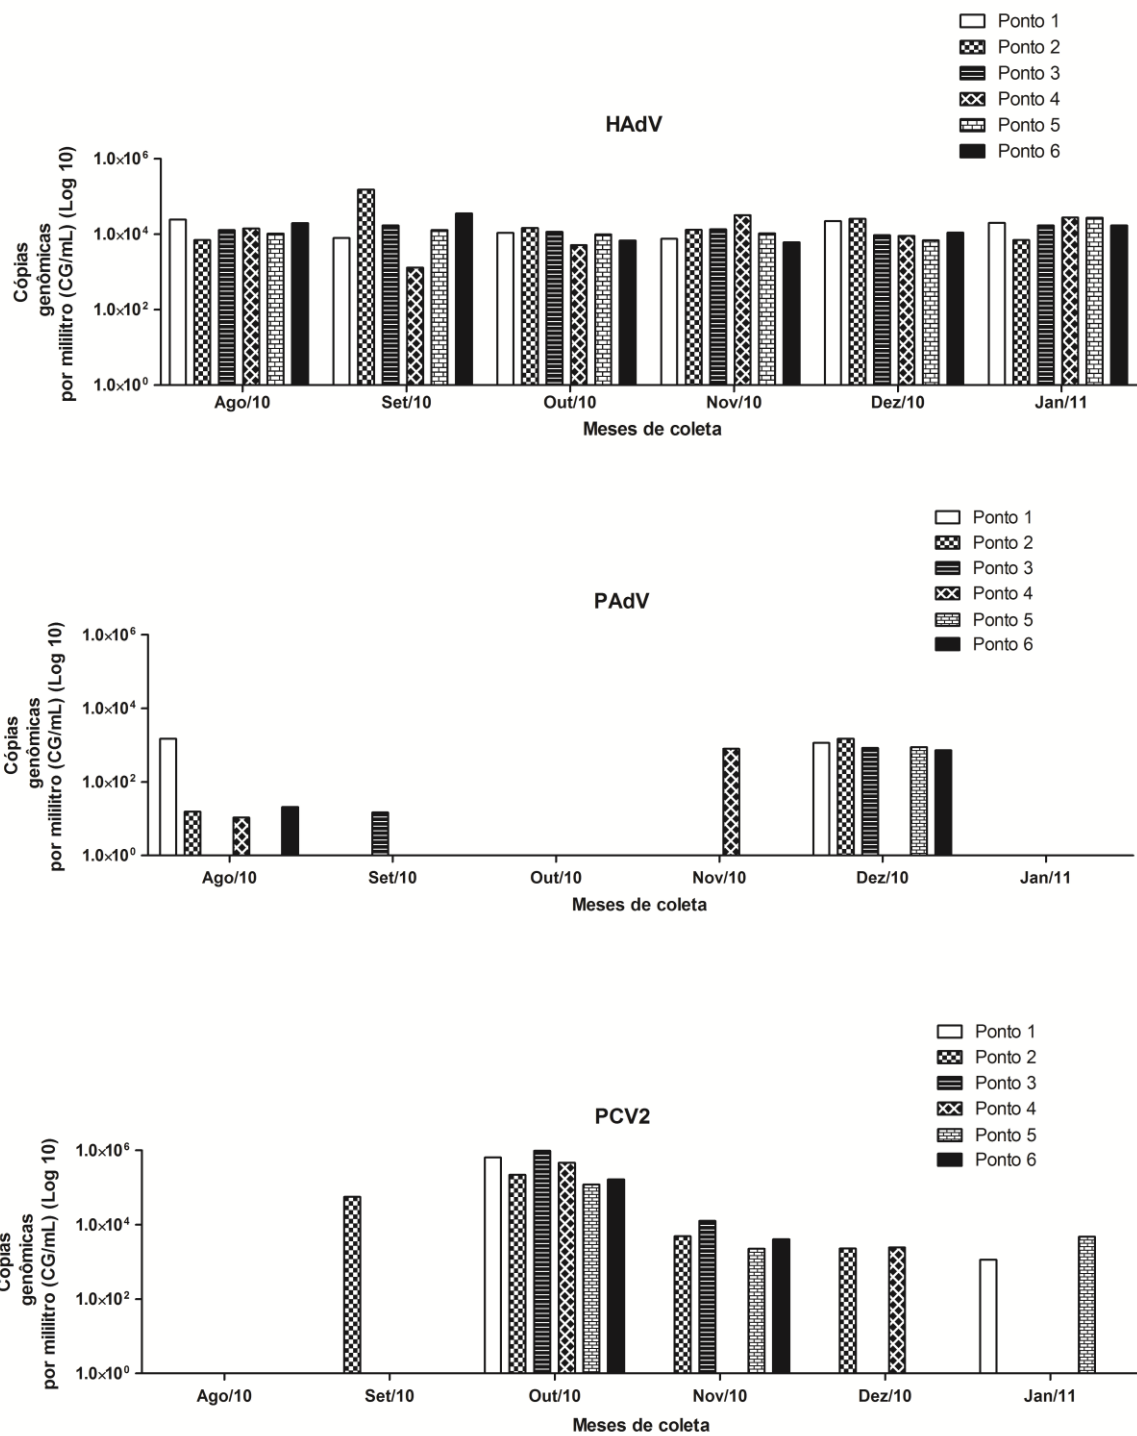 Ponto 1
Ponto 2
Ponto 3
Ponto 4
Ponto 5
Ponto 6
HAdV
Cópias
genômicas
por mililitro (CG/mL) (Log 10)
1.0×10⁶
1.0×10⁴
1.0×10²
1.0×10⁰
Ago/10 Set/10 Out/10 Nov/10 Dez/10 Jan/11
Meses de coleta
Ponto 1
Ponto 2
Ponto 3
Ponto 4
Ponto 5
Ponto 6
PAdV
Cópias
genômicas
por mililitro (CG/mL) (Log 10)
1.0×10⁶
1.0×10⁴
1.0×10²
1.0×10⁰
Ago/10 Set/10 Out/10 Nov/10 Dez/10 Jan/11
Meses de coleta
Ponto 1
Ponto 2
Ponto 3
Ponto 4
Ponto 5
Ponto 6
PCV2
Cópias
genômicas
por mililitro (CG/mL) (Log 10)
1.0×10⁶
1.0×10⁴
1.0×10²
1.0×10⁰
Ago/10 Set/10 Out/10 Nov/10 Dez/10 Jan/11
Meses de coleta